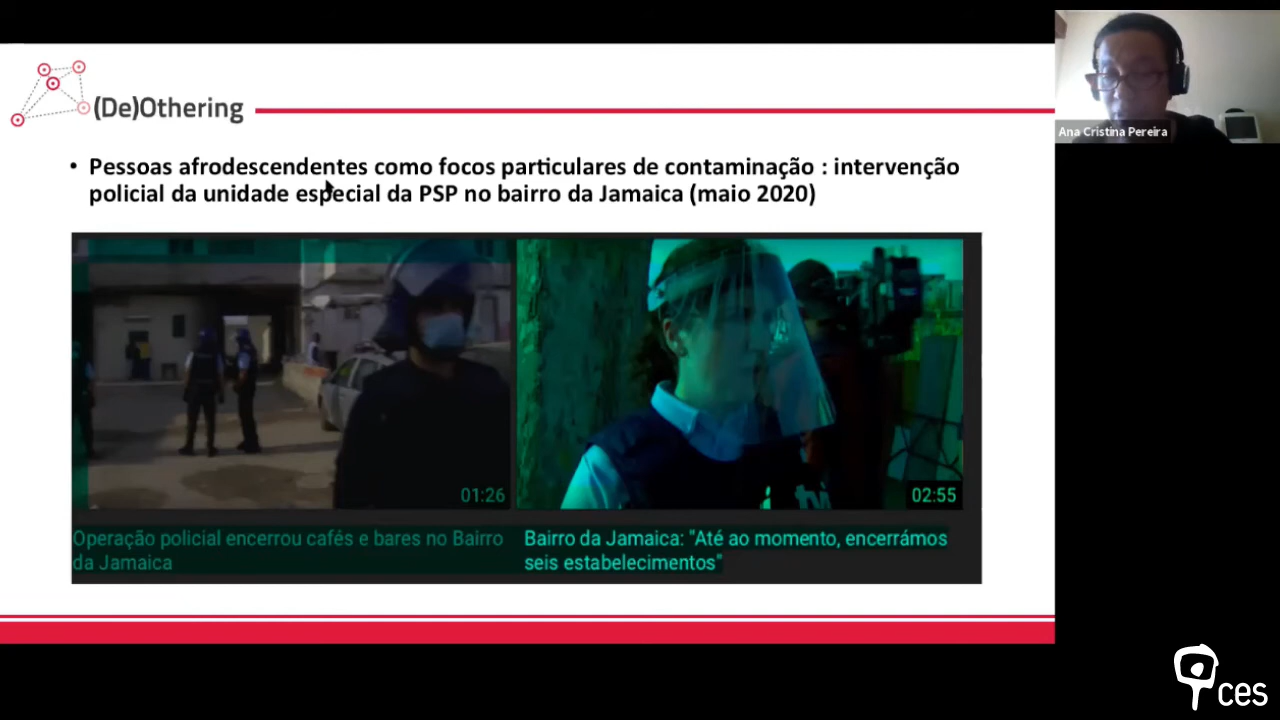 (De)Othering
Ana Cristina Pereira
• Pessoas afrodescendentes como focos particulares de contaminação : intervenção
policial da unidade especial da PSP no bairro da Jamaica (maio 2020)
01:26
02:55
Operação policial encerrou cafés e bares no Bairro
da Jamaica
Bairro da Jamaica: "Até ao momento, encerrámos
seis estabelecimentos"
tvi
ces